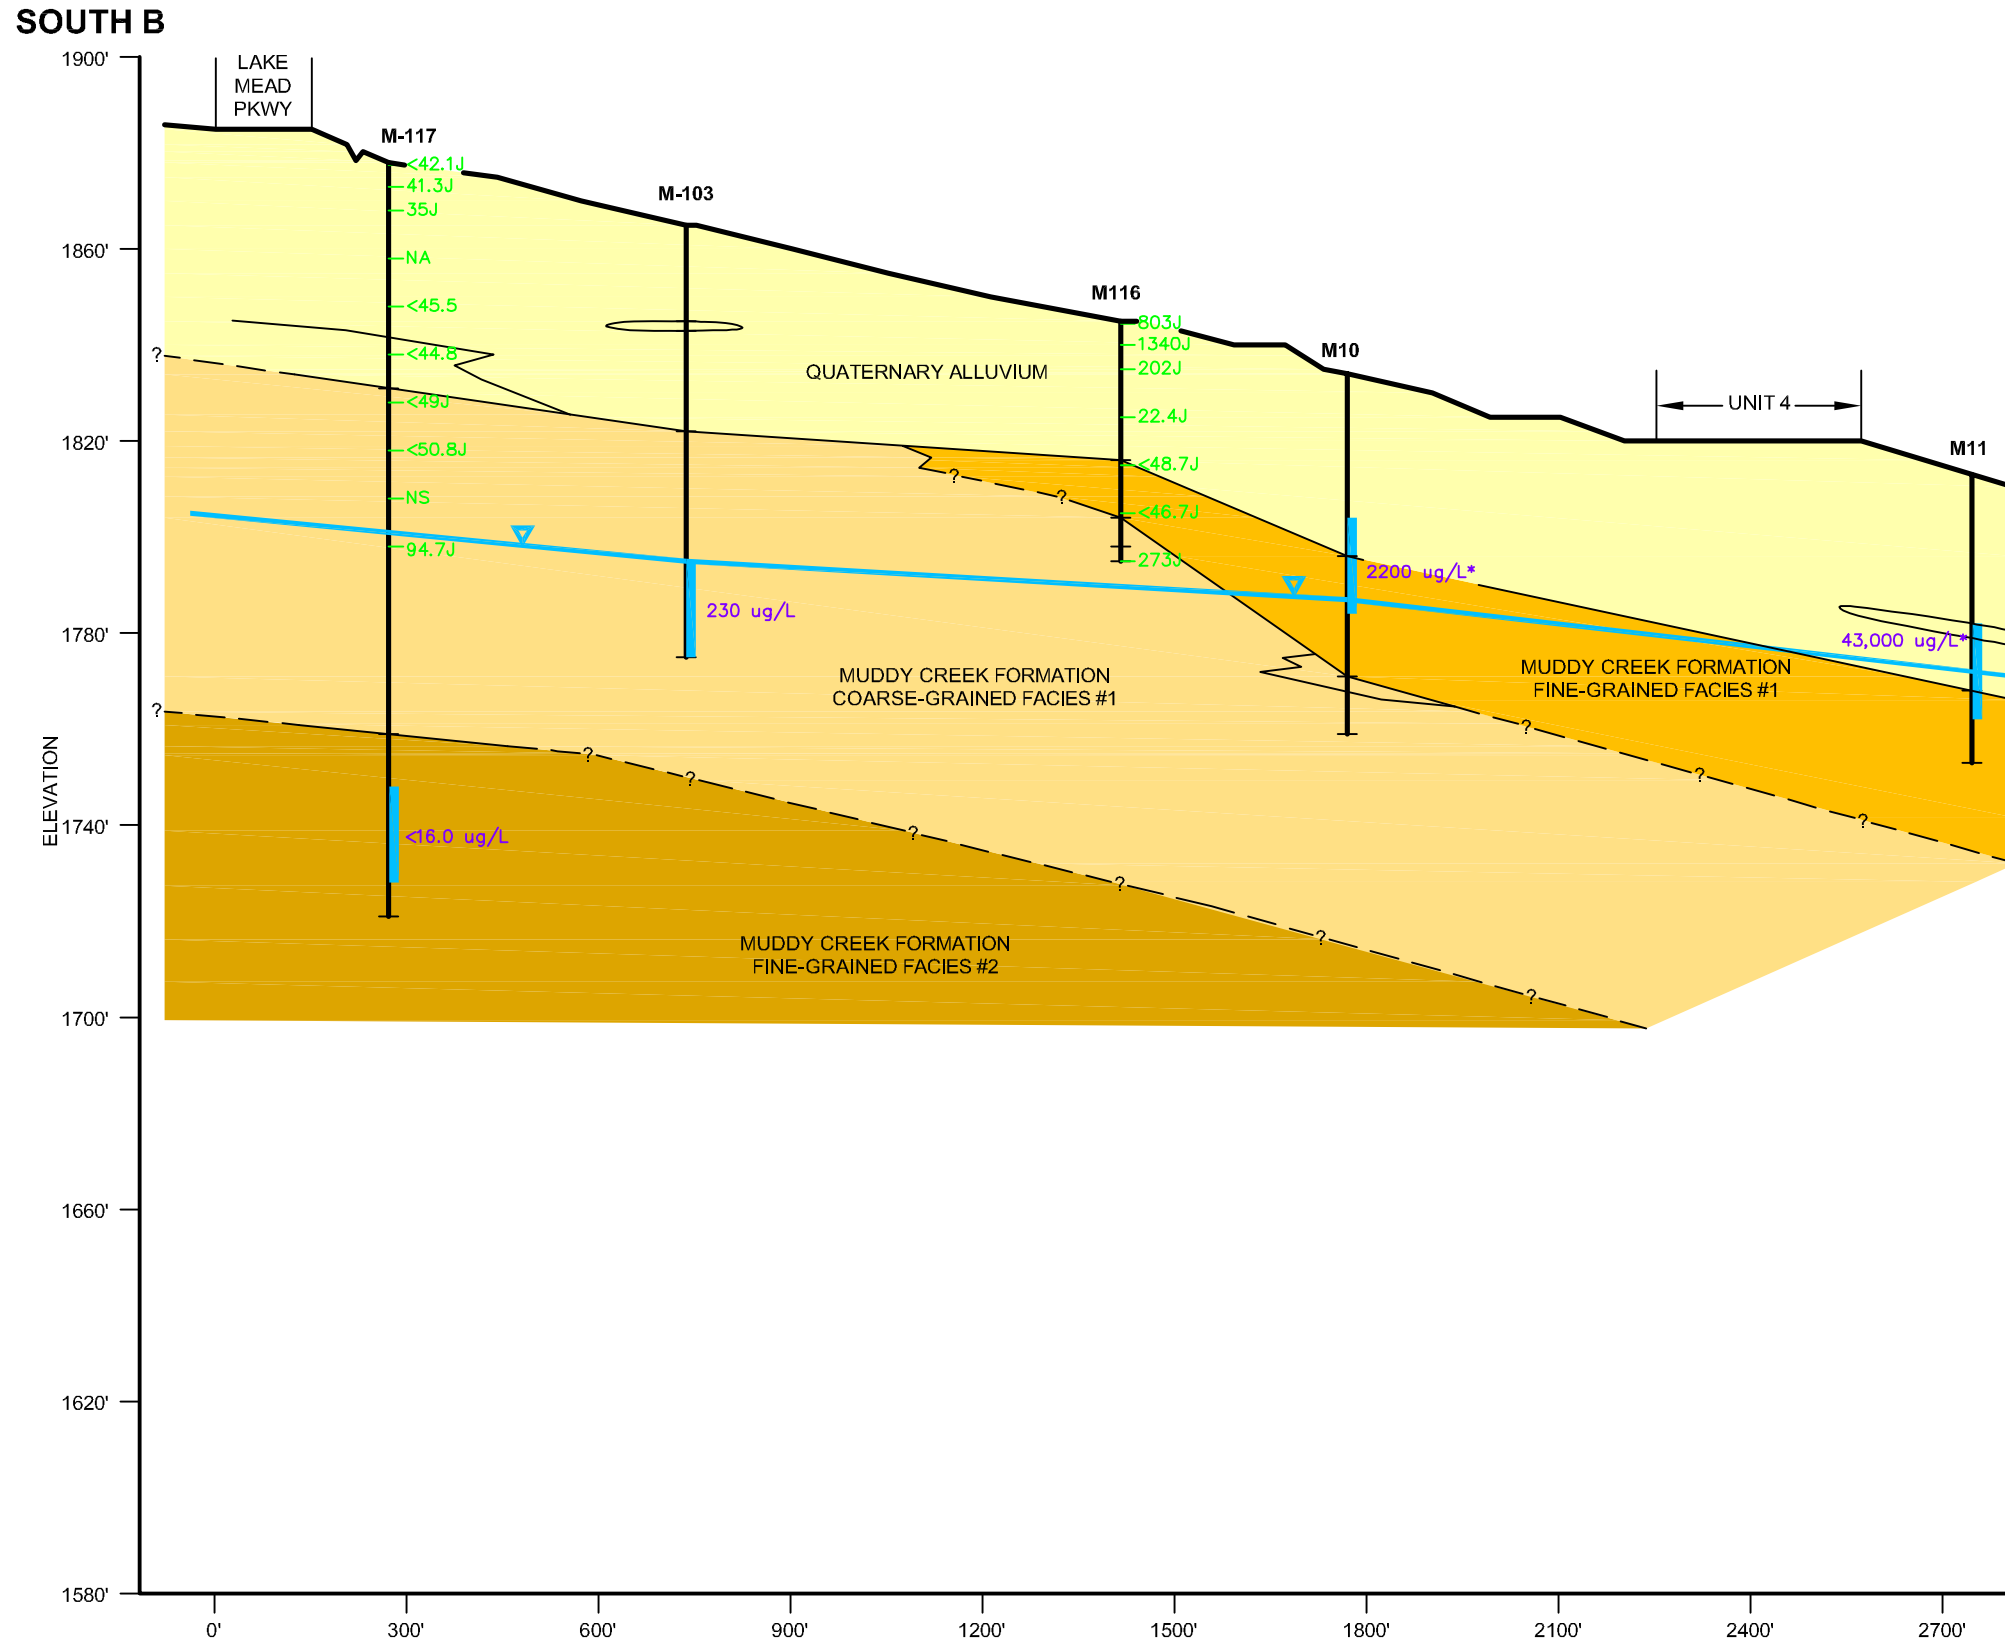 SOUTH B
1900'
1860'
1820'
1780'
1740'
1700'
1660'
1620'
1580'
ELEVATION
LAKE
MEAD
PKWY
M-117
<42.1J
41.3J
35J
NA
<45.5
<44.8
<49J
<50.8J
NS
94.7J
<16.0 ug/L
M-103
230 ug/L
QUATERNARY ALLUVIUM
M116
803J
1340J
202J
22.4J
<48.7J
<46.7J
273J
M10
2200 ug/L*
UNIT 4
M11
43,000 ug/L*
MUDDY CREEK FORMATION
COARSE-GRAINED FACIES #1
MUDDY CREEK FORMATION
FINE-GRAINED FACIES #1
MUDDY CREEK FORMATION
FINE-GRAINED FACIES #2
?
?
?
?
?
?
?
?
?
?
?
?
?
0'
300'
600'
900'
1200'
1500'
1800'
2100'
2400'
2700'